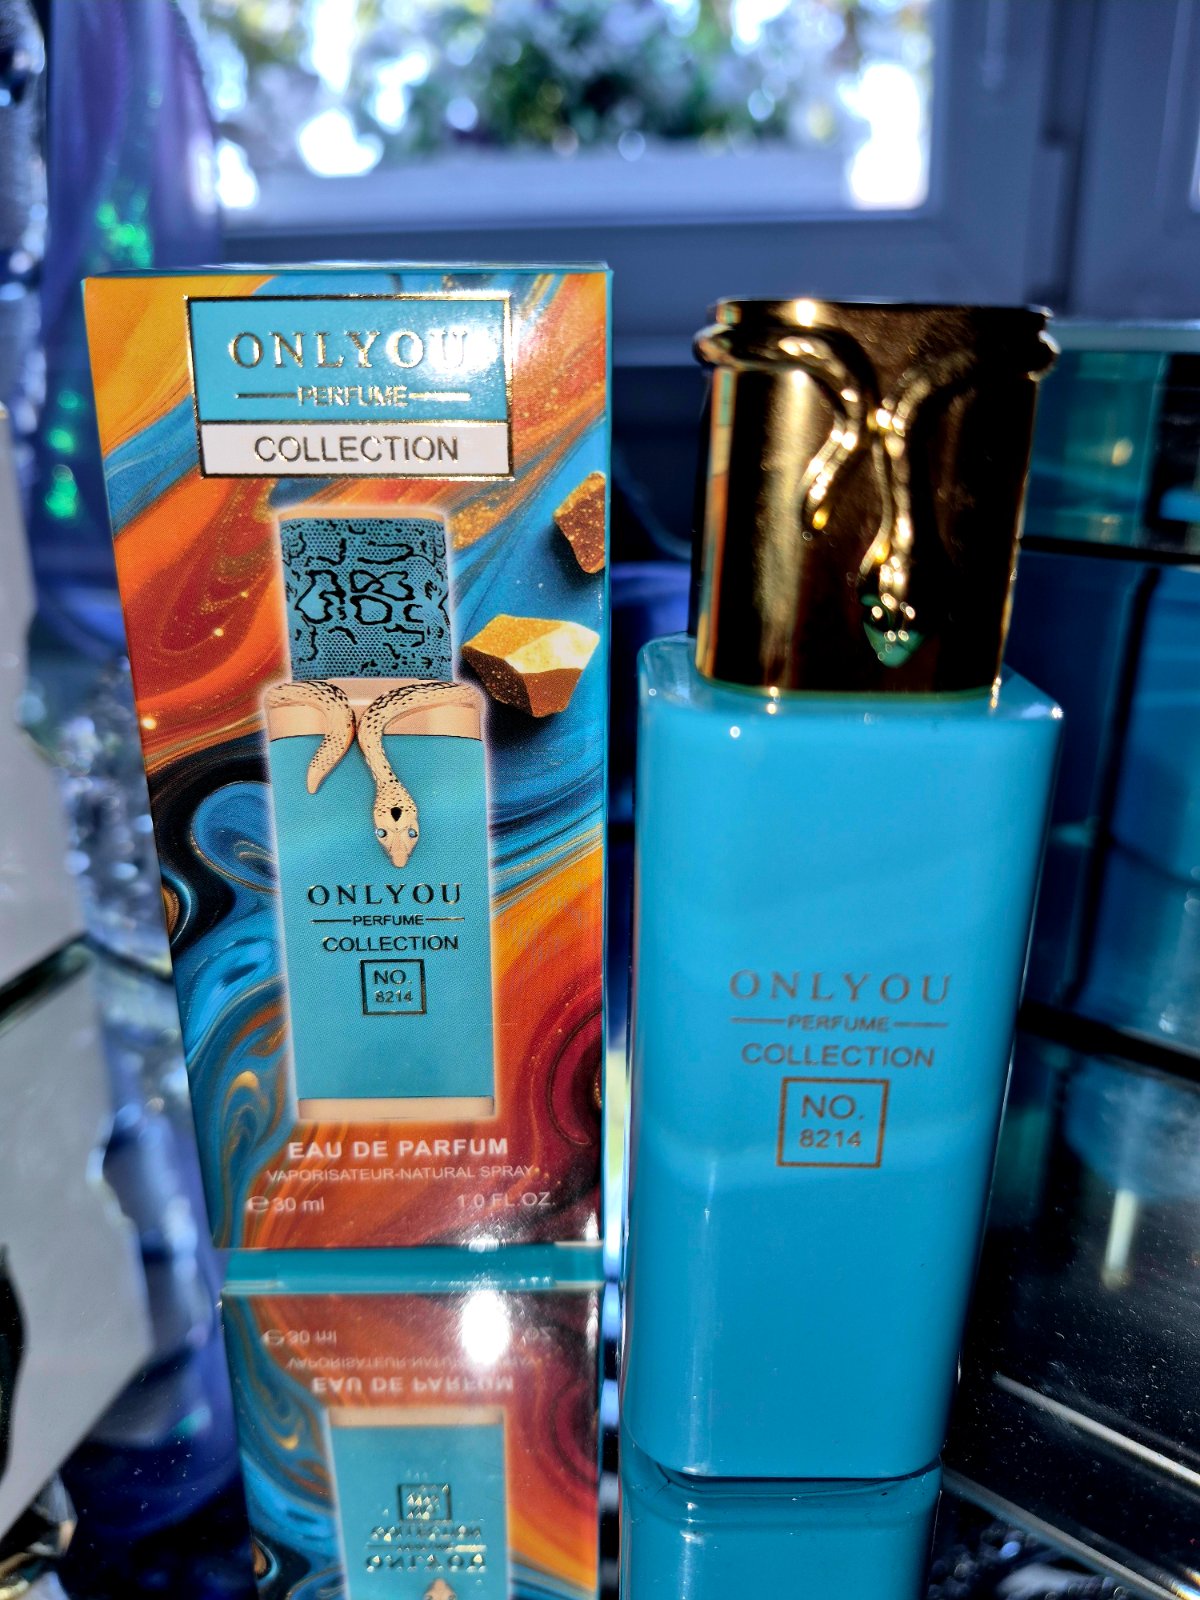 ONLYOU
PERFUME
COLLECTION
ONLYOU
PERFUME
COLLECTION
NO.
8214
EAU DE PARFUM
VAPORISATEUR-NATURAL SPRAY
℮ 30 ml 1.0 FL.OZ.
ONLYOU
PERFUME
COLLECTION
NO.
8214